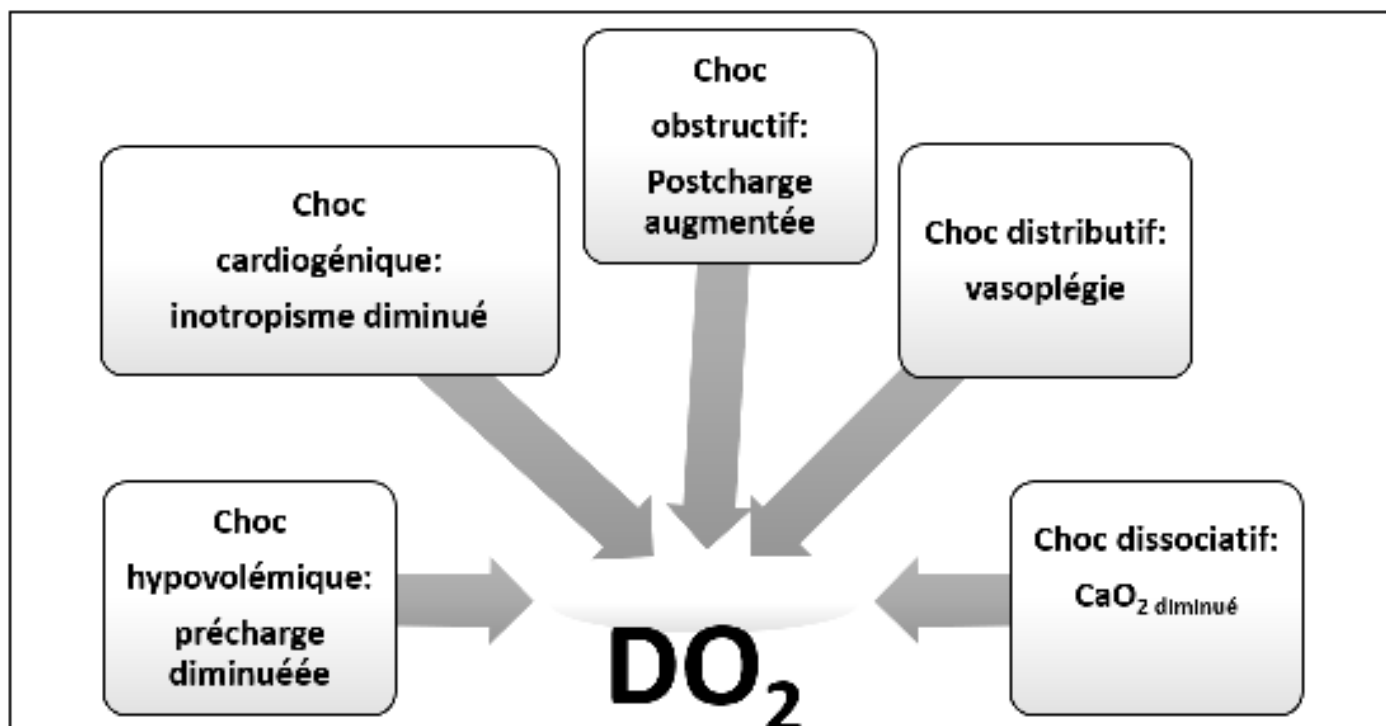 Choc
obstructif:
Postcharge
augmentée
Choc
cardiogénique:
inotropisme diminué
Choc distributif:
vasoplégie
Choc
hypovolémique:
précharge
diminuéée
Choc dissociatif:
CaO₂ diminué
DO₂